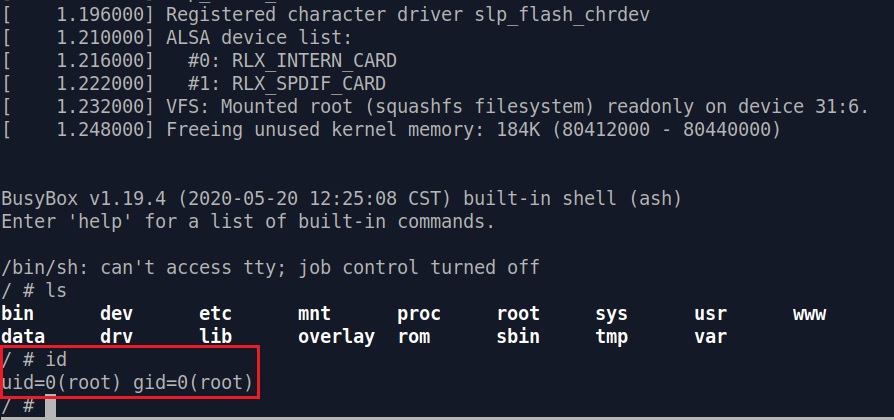 [    1.196000] Registered character driver slp_flash_chrdev
[    1.210000] ALSA device list:
[    1.216000]   #0: RLX_INTERN_CARD
[    1.222000]   #1: RLX_SPDIF_CARD
[    1.232000] VFS: Mounted root (squashfs filesystem) readonly on device 31:6.
[    1.248000] Freeing unused kernel memory: 184K (80412000 - 80440000)
BusyBox v1.19.4 (2020-05-20 12:25:08 CST) built-in shell (ash)
Enter 'help' for a list of built-in commands.
/bin/sh: can't access tty; job control turned off
/ # ls
bin      dev      etc      mnt      proc     root     sys      usr      www
data     drv      lib      overlay  rom      sbin     tmp      var
/ # id
uid=0(root) gid=0(root)
/ #